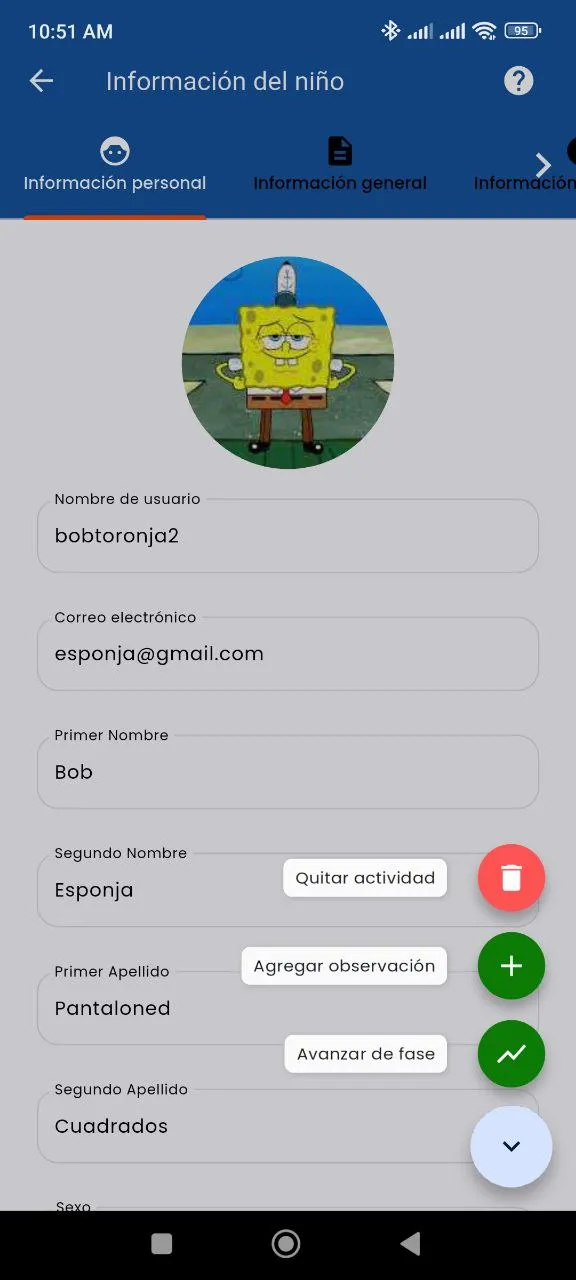 10:51 AM
95
Información del niño
Información personal
Información general
Información
Nombre de usuario
bobtoronja2
Correo electrónico
esponja@gmail.com
Primer Nombre
Bob
Segundo Nombre
Esponja
Quitar actividad
Agregar observación
Primer Apellido
Pantaloned
Avanzar de fase
Segundo Apellido
Cuadrados
Sexo